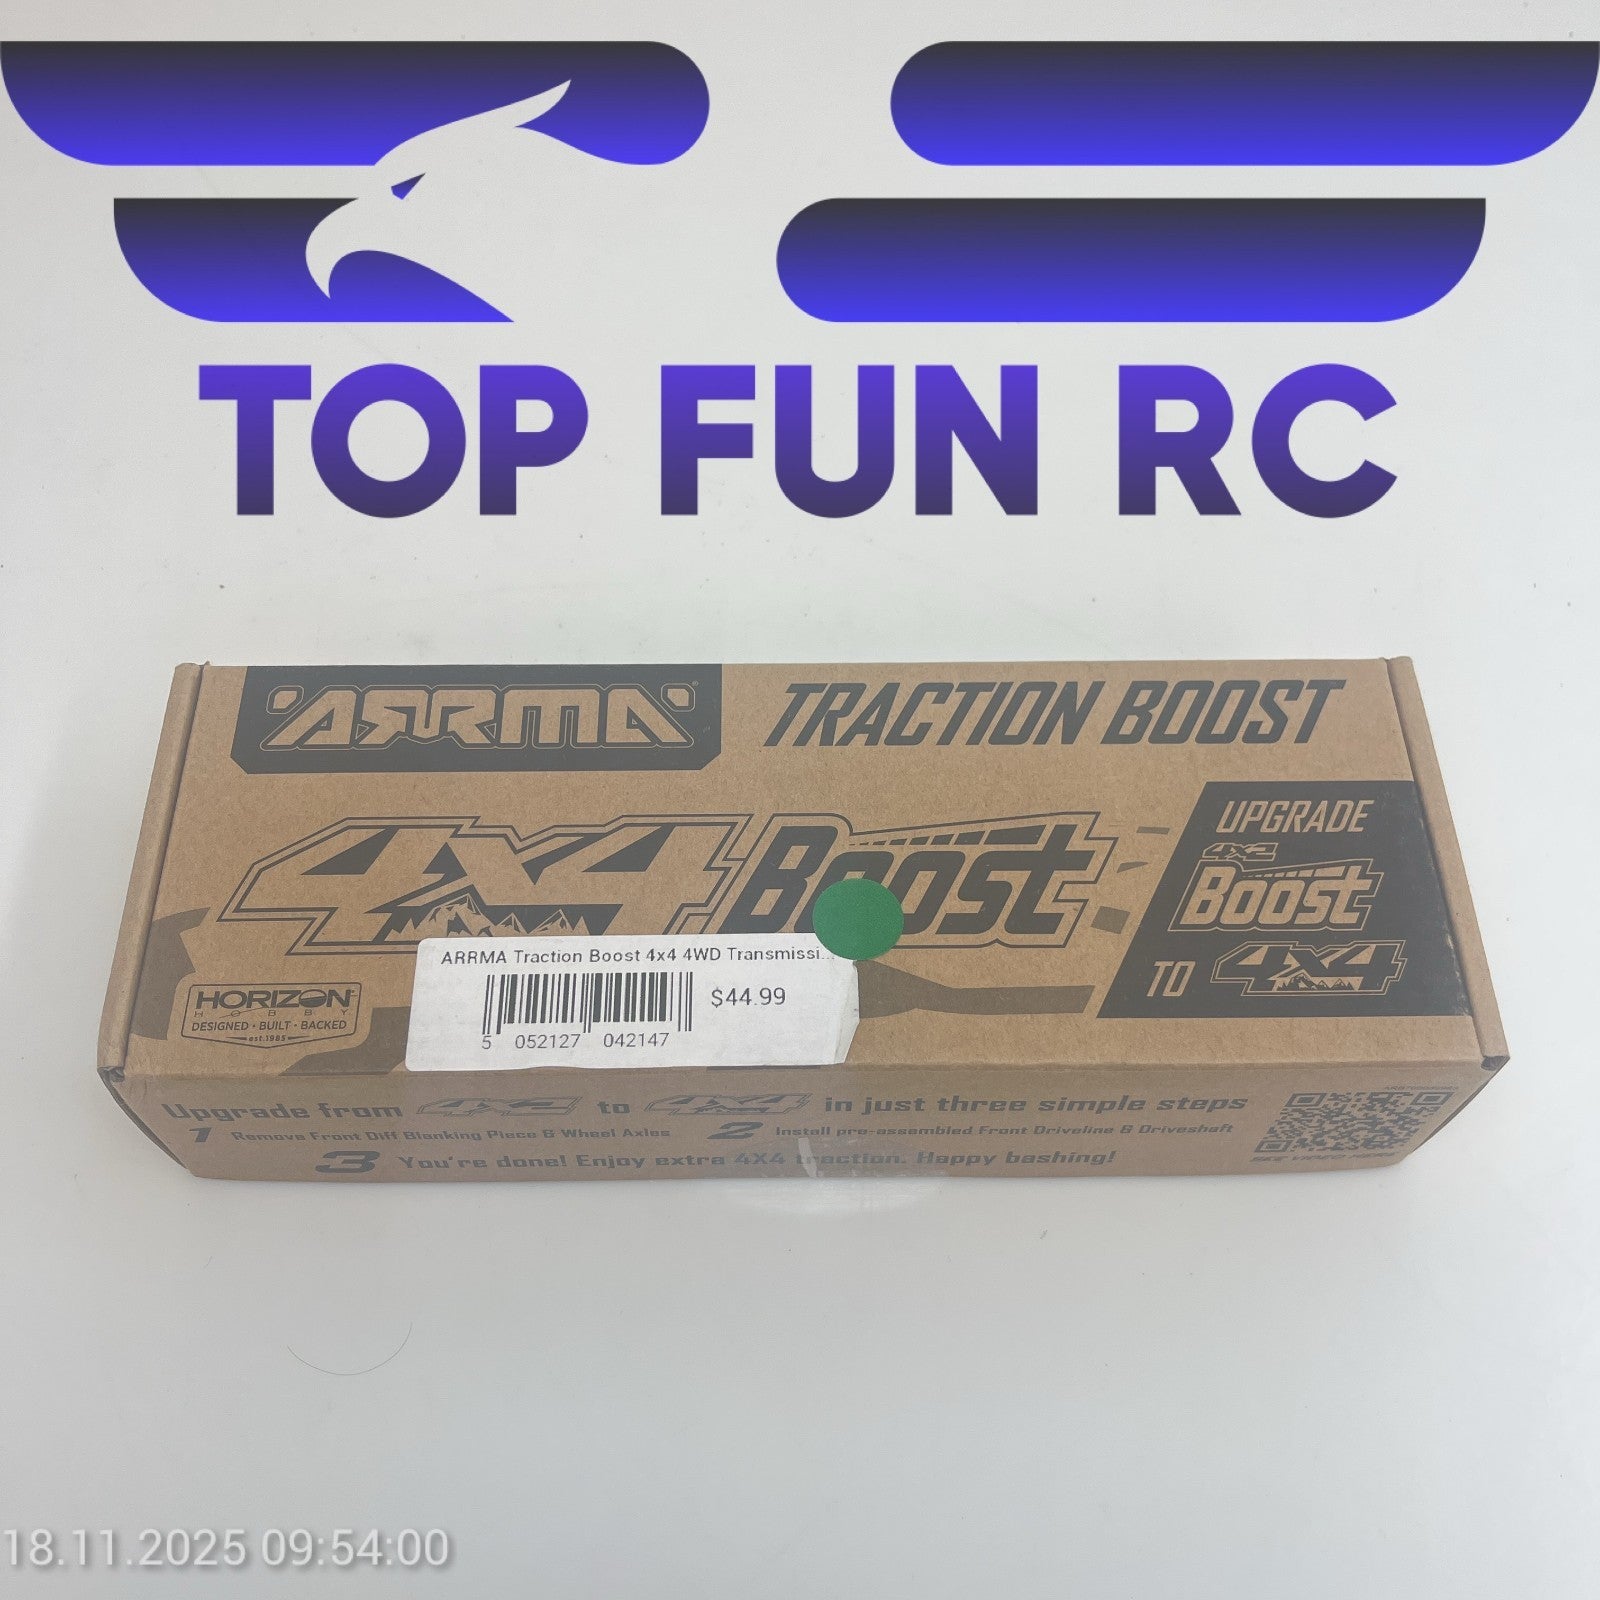 TOP FUN RC
ARRMA
TRACTION BOOST
4x4 Boost
UPGRADE
4x2
Boost
TO 4x4
HORIZON
HOBBY
DESIGNED · BUILT · BACKED
est.1985
ARRMA Traction Boost 4x4 4WD Transmissi...
$44.99
5 052127 042147
Upgrade from 4x2 to 4x4 in just three simple steps
1 Remove Front Diff Blanking Piece & Wheel Axles 2 Install pre-assembled Front Driveline & Driveshaft
3 You're done! Enjoy extra 4X4 traction. Happy bashing!
SEE VIDEO HERE
18.11.2025 09:54:00